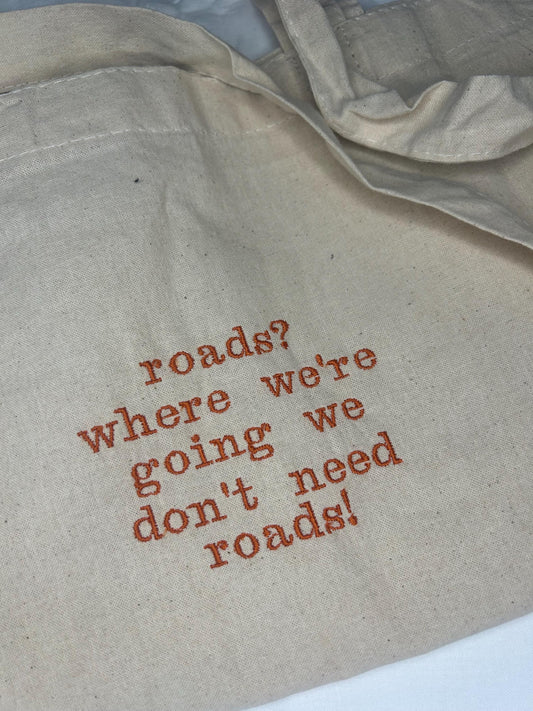 roads?
where we're
going we
don't need
roads!